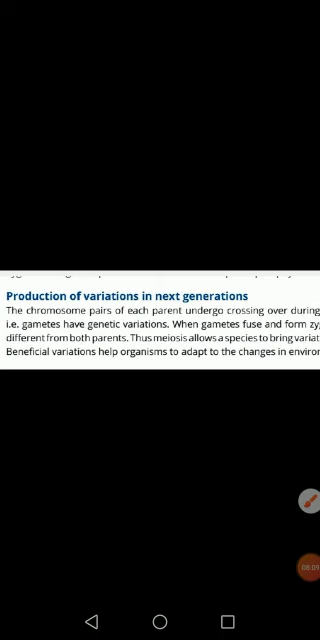 Production of variations in next generations
The chromosome pairs of each parent undergo crossing over during
i.e. gametes have genetic variations. When gametes fuse and form
different from both parents. Thus meiosis allows a species to bring
Beneficial variations help organisms to adapt to the changes in
08:09